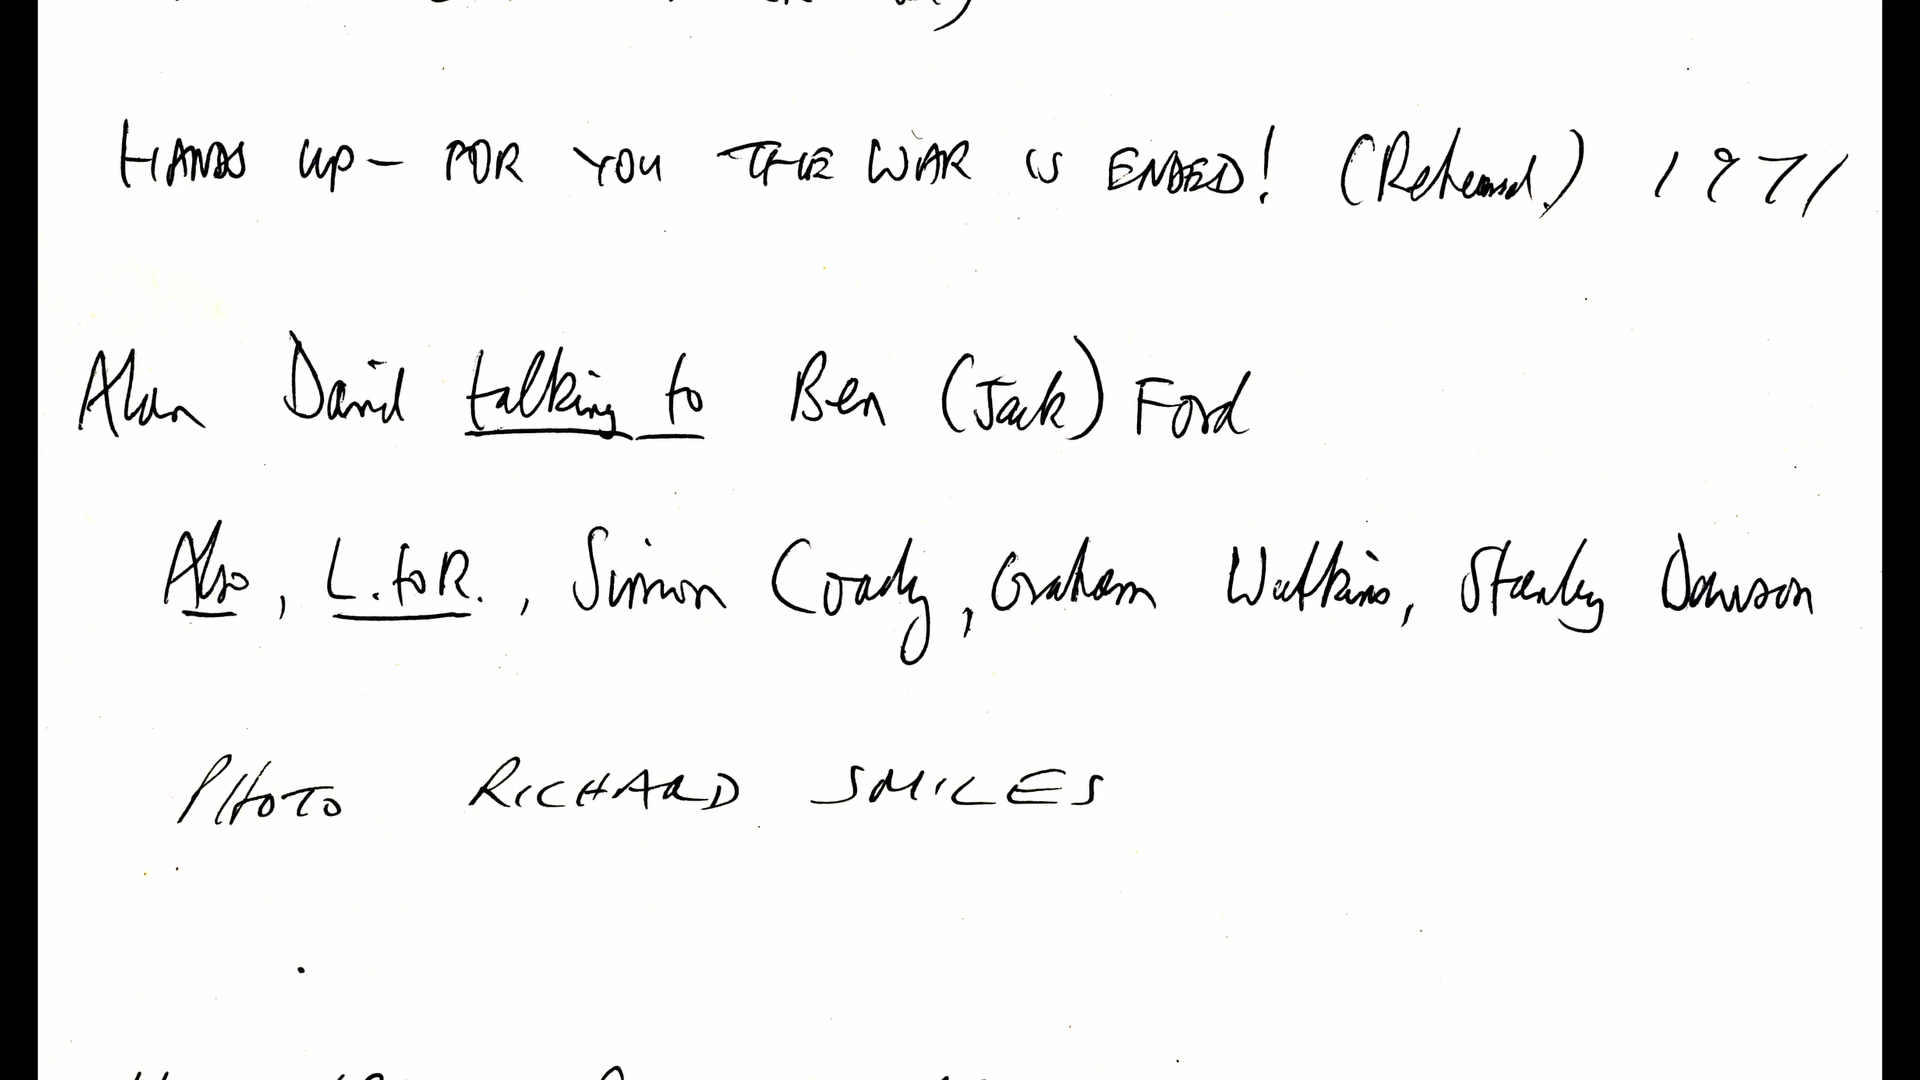 HANDS UP - FOR YOU THE WAR IS ENDED! (Rehearsal) 1971
Alan David talking to Ben (Jack) Ford
Also, L. to R., Simon Coady, Graham Watkins, Stanley Dawson
PHOTO RICHARD SMILES